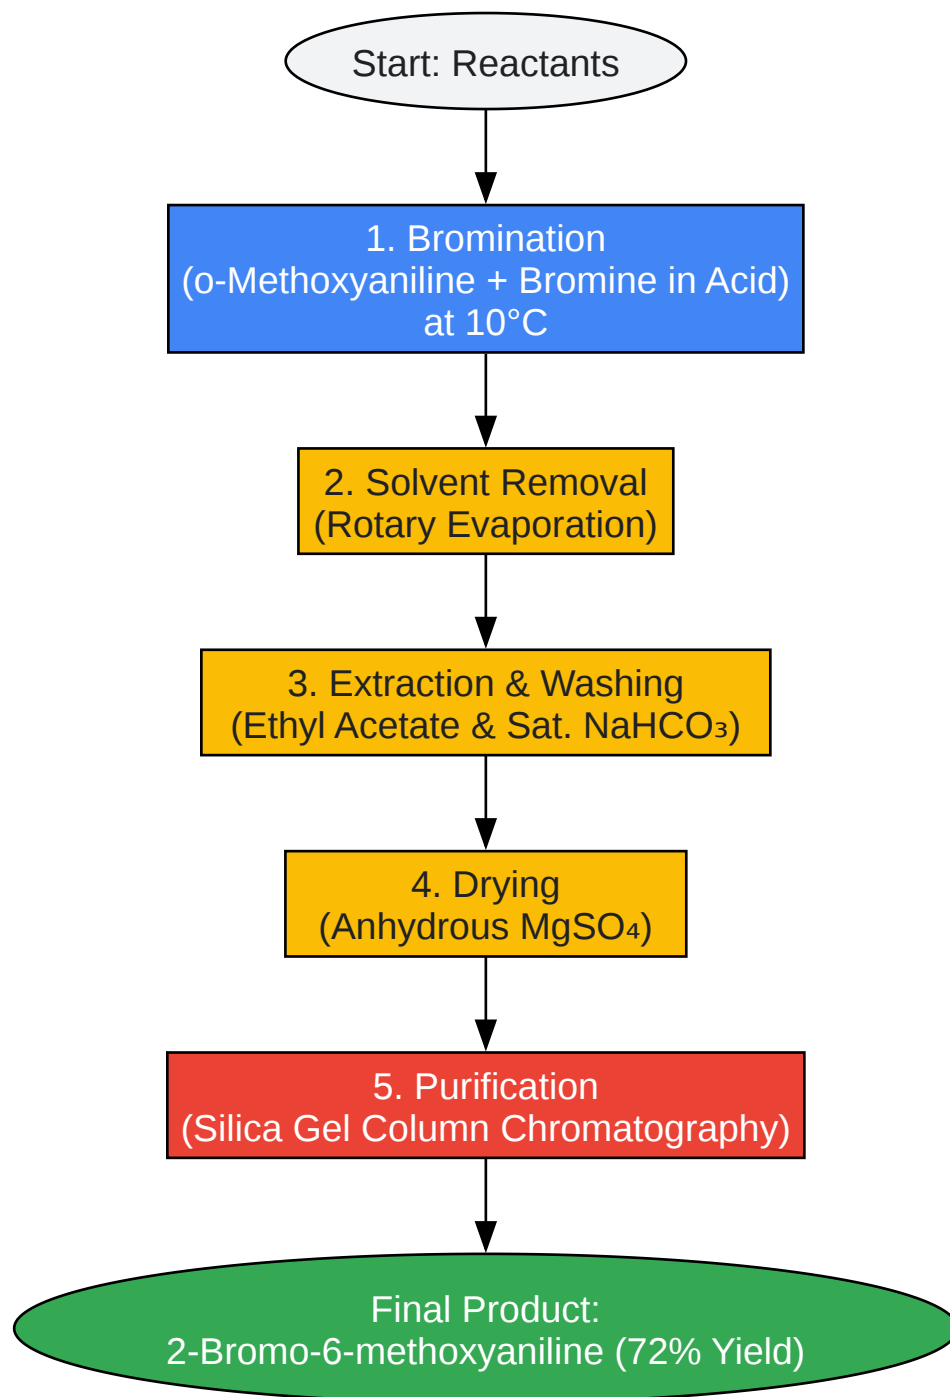 Start: Reactants
1. Bromination
(o-Methoxyaniline + Bromine in Acid)
at 10°C
2. Solvent Removal
(Rotary Evaporation)
3. Extraction & Washing
(Ethyl Acetate & Sat. NaHCO₃)
4. Drying
(Anhydrous MgSO₄)
5. Purification
(Silica Gel Column Chromatography)
Final Product:
2-Bromo-6-methoxyaniline (72% Yield)